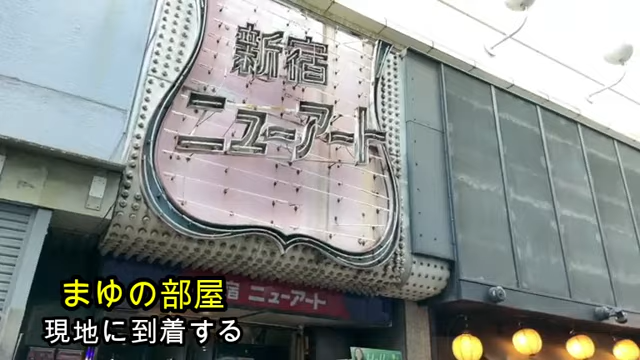 新宿
ニューアート
宿 ニューアート
まゆの部屋
現地に到着する